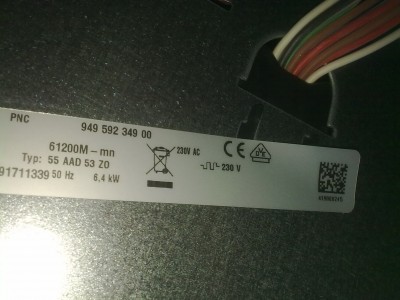 PNC 949 592 349 00
61200M-mn
Typ: 55 AAD 53 ZO
230V AC
230 V
91711339 50 Hz 6,4 kW